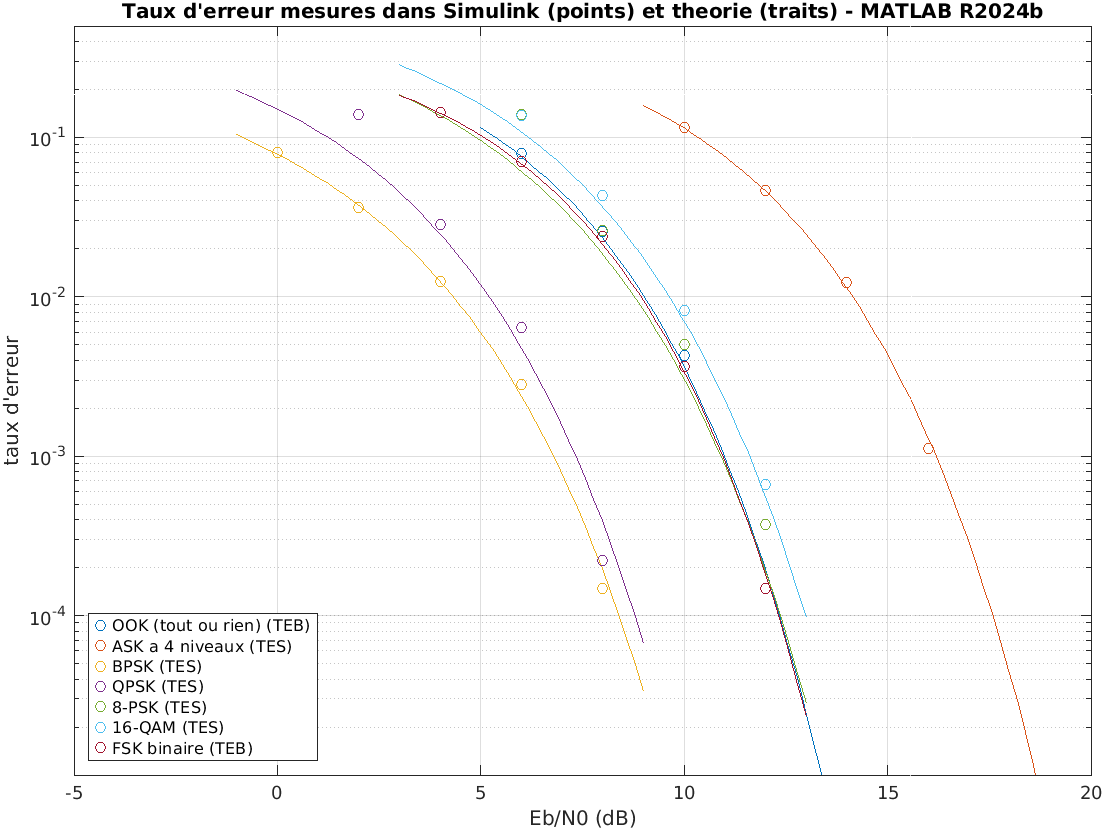 Taux d'erreur mesures dans Simulink (points) et theorie (traits) - MATLAB R2024b
10^-1
10^-2
10^-3
10^-4
taux d'erreur
OOK (tout ou rien) (TEB)
ASK a 4 niveaux (TES)
BPSK (TES)
QPSK (TES)
8-PSK (TES)
16-QAM (TES)
FSK binaire (TEB)
-5 0 5 10 15 20
Eb/N0 (dB)